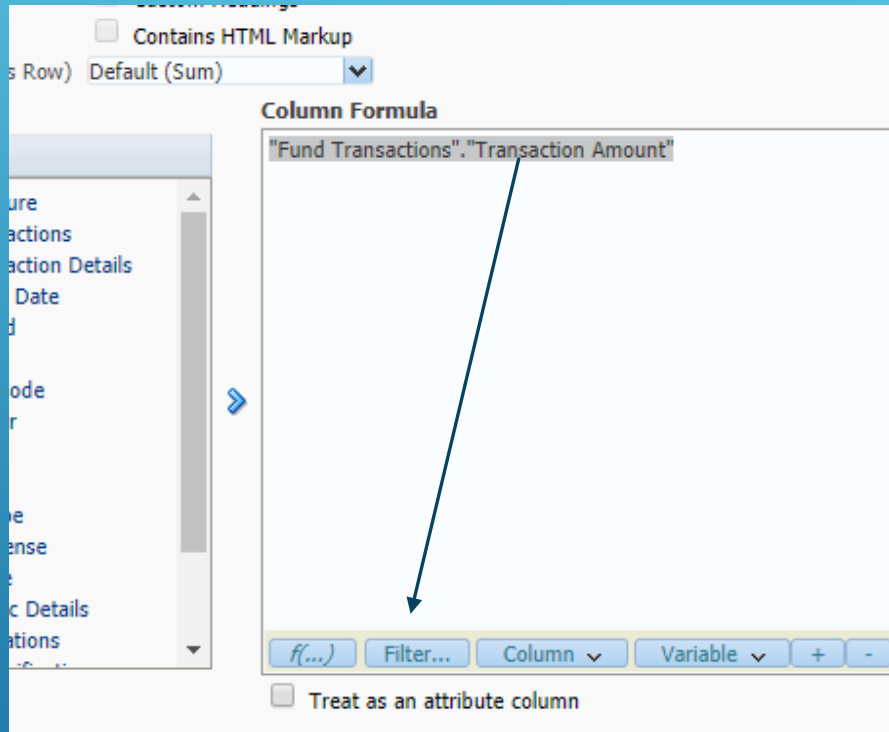 Contains HTML Markup
s Row) Default (Sum)
Column Formula
"Fund Transactions"."Transaction Amount"
ure
actions
action Details
Date
d
ode
r
pe
ense
e
c Details
ations
f(...) Filter... Column Variable + -
Treat as an attribute column